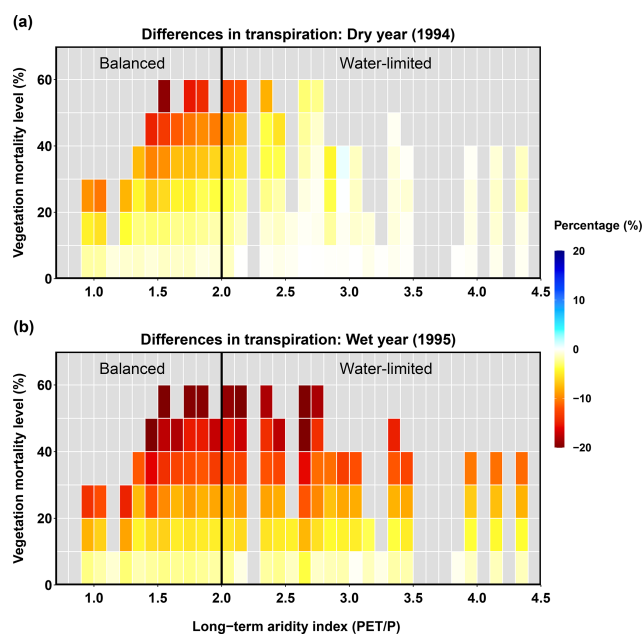 (a)
Differences in transpiration: Dry year (1994)
Balanced
Water-limited
Vegetation mortality level (%)
60
40
20
0
1.0 1.5 2.0 2.5 3.0 3.5 4.0 4.5
Percentage (%)
20
10
0
−10
−20
(b)
Differences in transpiration: Wet year (1995)
Balanced
Water-limited
Vegetation mortality level (%)
60
40
20
0
1.0 1.5 2.0 2.5 3.0 3.5 4.0 4.5
Long−term aridity index (PET/P)